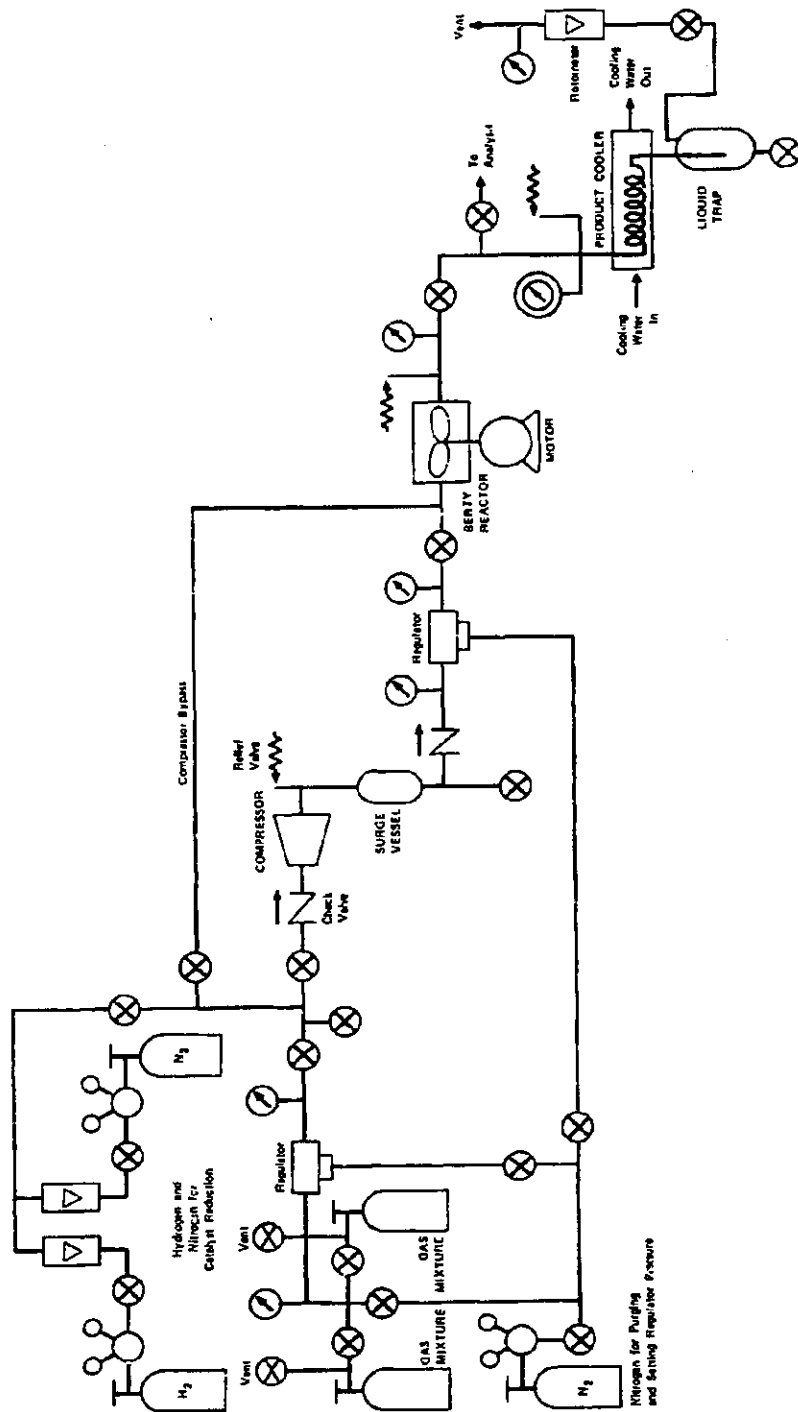 H₂
N₂
Hydrogen and
Nitrogen for
Catalyst Reduction
Compressor Bypass
Vent
Vent
GAS
MIXTURE
GAS
MIXTURE
Regulator
Check
Valve
COMPRESSOR
Relief
Valve
SURGE
VESSEL
Regulator
BERTY
REACTOR
MOTOR
To
Analysis
Cooling
Water
In
PRODUCT COOLER
Cooling
Water
Out
LIQUID
TRAP
Rotometer
Vent
N₂
Nitrogen for Purging
and Setting Regulator Pressure